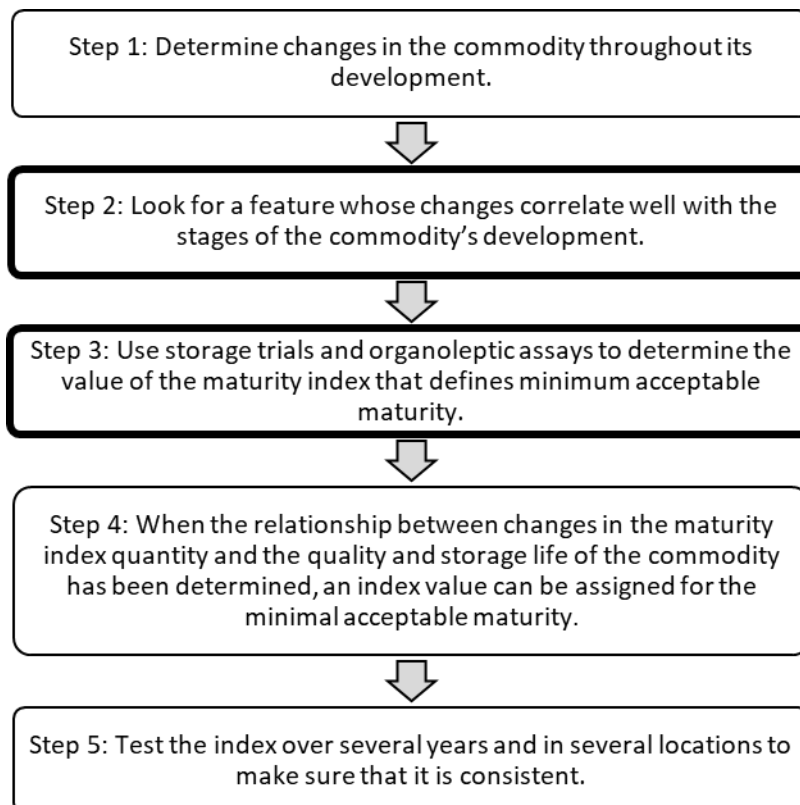 Step 1: Determine changes in the commodity throughout its
development.
Step 2: Look for a feature whose changes correlate well with the
stages of the commodity’s development.
Step 3: Use storage trials and organoleptic assays to determine the
value of the maturity index that defines minimum acceptable
maturity.
Step 4: When the relationship between changes in the maturity
index quantity and the quality and storage life of the commodity
has been determined, an index value can be assigned for the
minimal acceptable maturity.
Step 5: Test the index over several years and in several locations to
make sure that it is consistent.